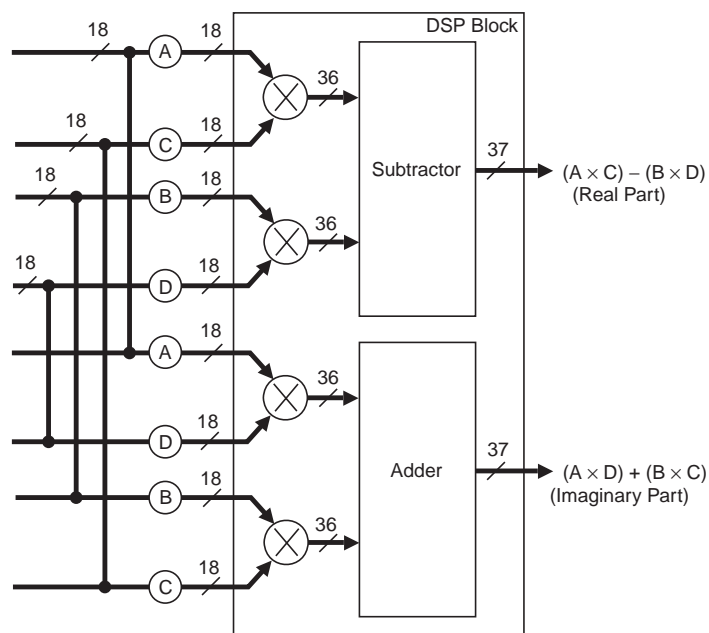 DSP Block
18
A
18
36
18
C
18
Subtractor
37
(A × C) – (B × D)
(Real Part)
18
B
18
36
18
D
18
A
18
36
D
18
Adder
37
(A × D) + (B × C)
(Imaginary Part)
B
18
36
C
18